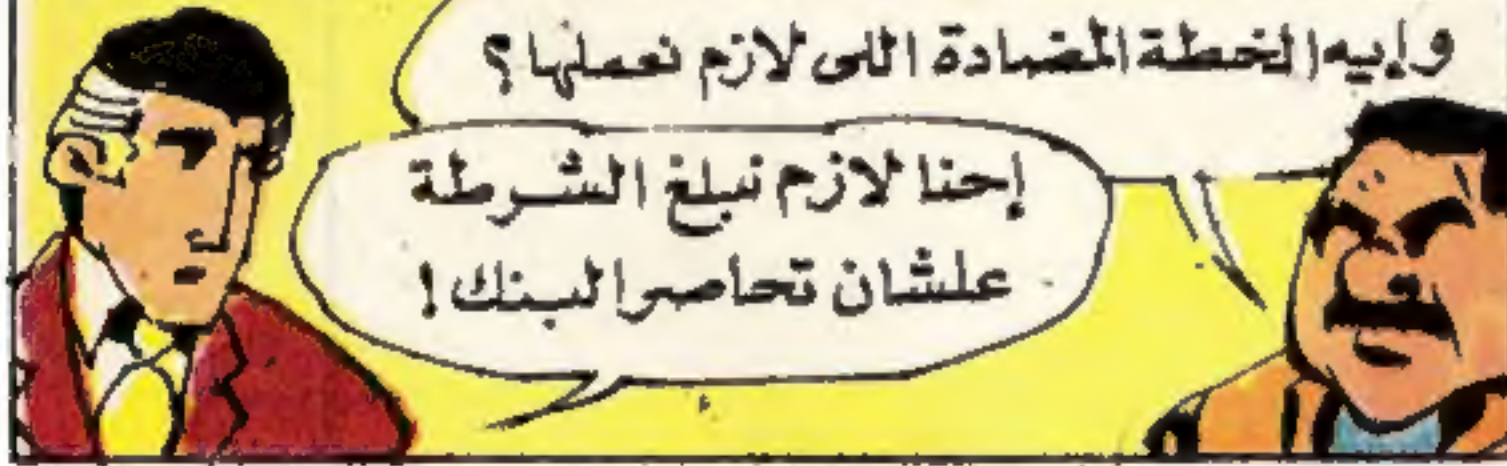 وإيه الخطة المضادة اللى لازم نعملها؟
إحنا لازم نبلغ الشرطة
علشان تحاصر البنك!